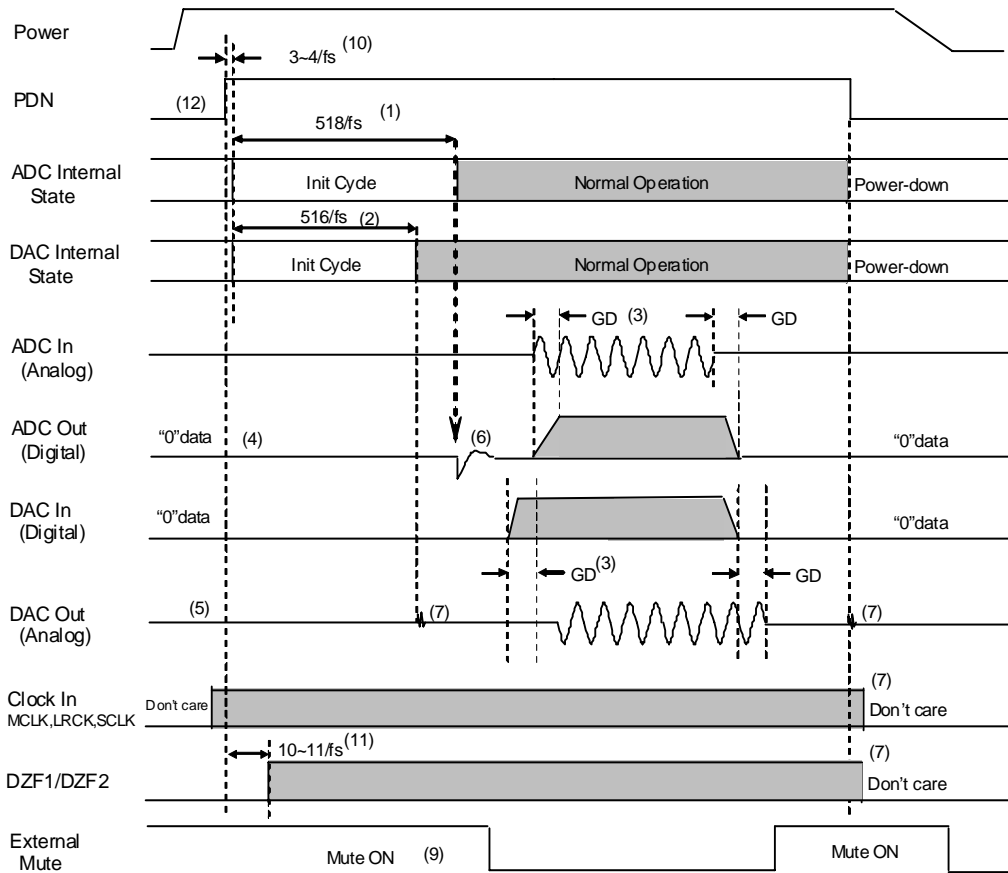 Power
3~4/fs (10)
PDN
(12)
518/fs (1)
ADC Internal
State
Init Cycle
Normal Operation
Power-down
516/fs (2)
DAC Internal
State
Init Cycle
Normal Operation
Power-down
GD (3)
GD
ADC In
(Analog)
ADC Out
(Digital)
“0”data
(4)
(6)
“0”data
DAC In
(Digital)
“0”data
“0”data
GD (3)
GD
DAC Out
(Analog)
(5)
(7)
(7)
Clock In
MCLK,LRCK,SCLK
Don't care
(7)
Don't care
10~11/fs (11)
DZF1/DZF2
(7)
Don't care
External
Mute
Mute ON (9)
Mute ON